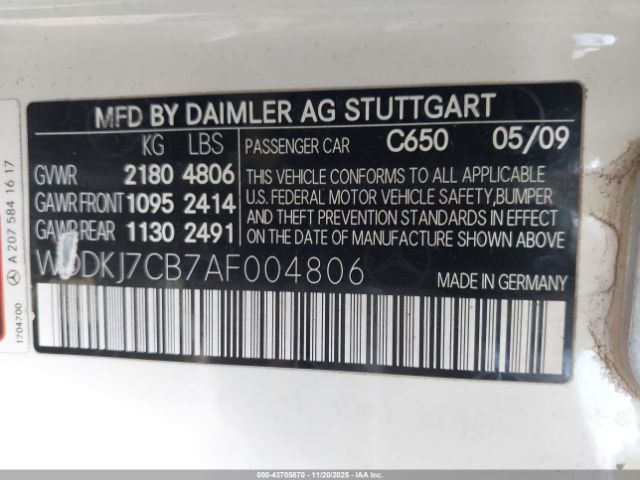 MFD BY DAIMLER AG STUTTGART
KG LBS
PASSENGER CAR C650 05/09
GVWR 2180 4806
GAWR FRONT 1095 2414
GAWR REAR 1130 2491
THIS VEHICLE CONFORMS TO ALL APPLICABLE
U.S. FEDERAL MOTOR VEHICLE SAFETY,BUMPER
AND THEFT PREVENTION STANDARDS IN EFFECT
ON THE DATE OF MANUFACTURE SHOWN ABOVE
WDDKJ7CB7AF004806
MADE IN GERMANY
A 207 584 16 17
1704700
000-43705870 - 11/20/2025 - IAAI.COM